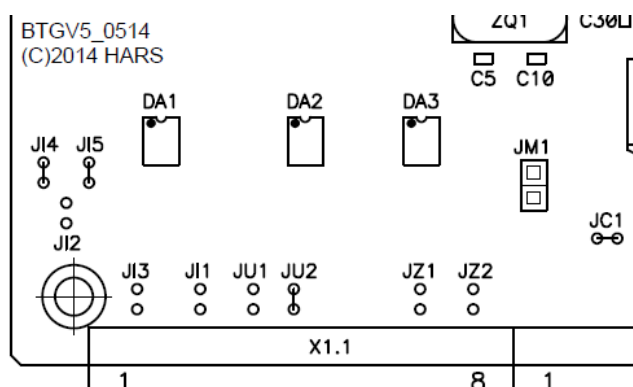 BTGV5_0514
(C)2014 HARS
ZQ1
C30
C5
C10
DA1
DA2
DA3
JI4
JI5
JM1
JC1
JI2
JI3
JI1
JU1
JU2
JZ1
JZ2
X1.1
1
8
1